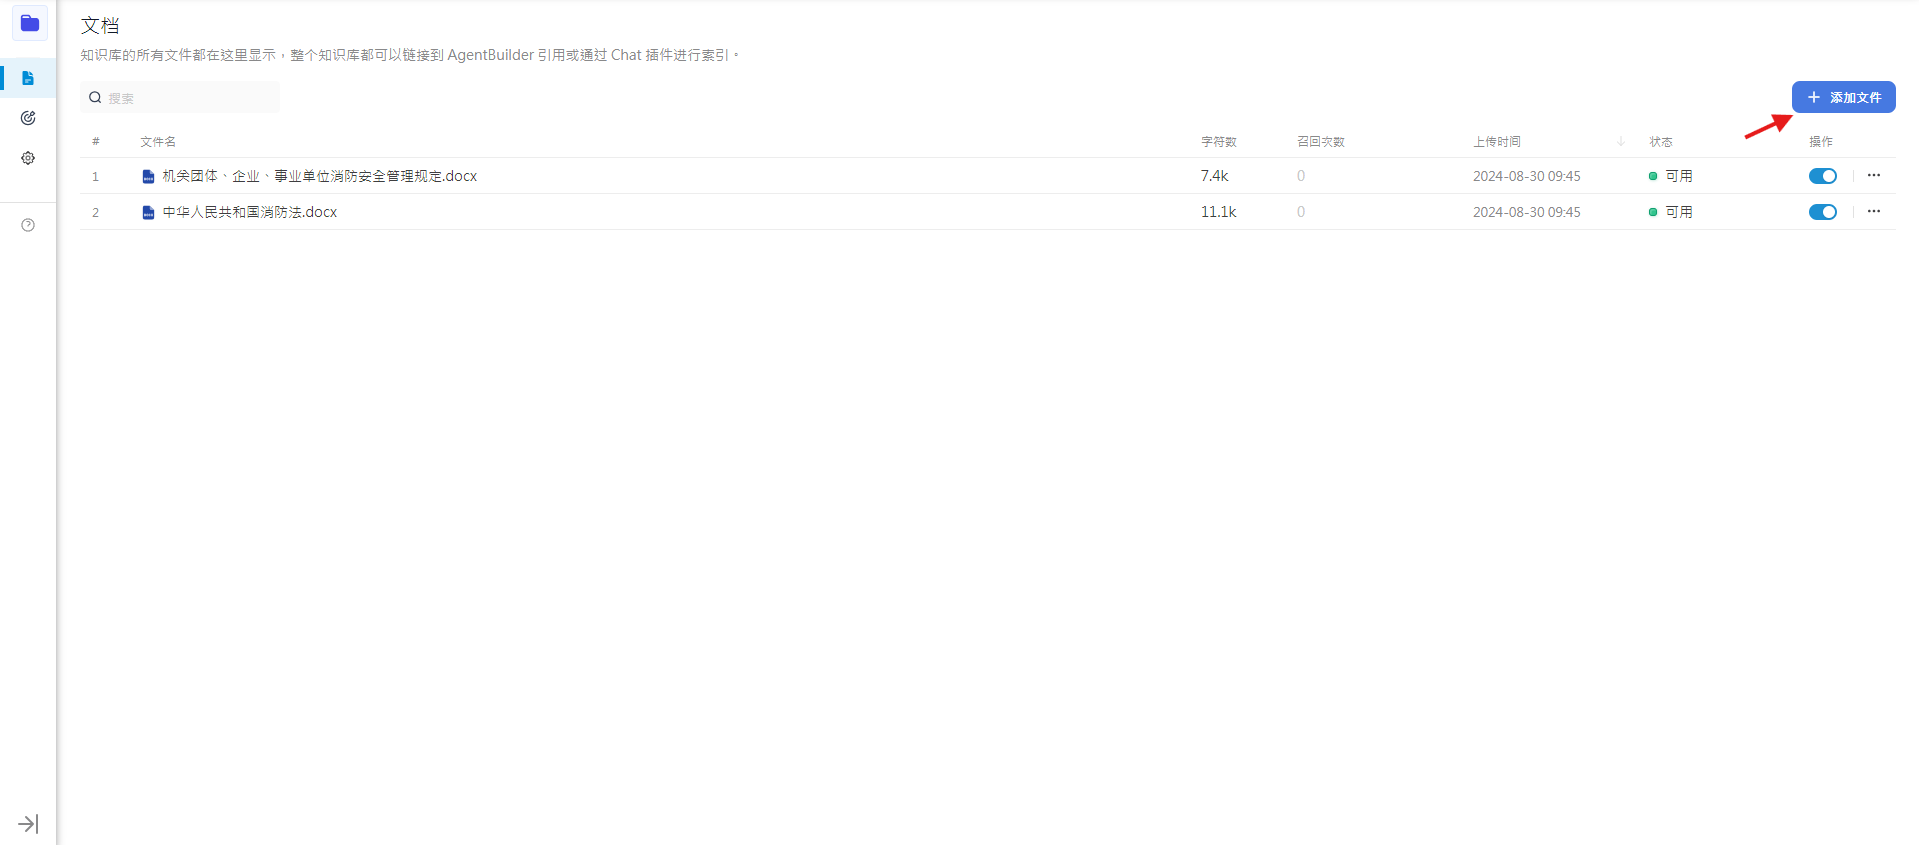 文档
知识库的所有文件都在这里显示，整个知识库都可以链接到 AgentBuilder 引用或通过 Chat 插件进行索引。
搜索
添加文件
# 文件名 字符数 召回次数 上传时间 状态 操作
1 机关团体、企业、事业单位消防安全管理规定.docx 7.4k 0 2024-08-30 09:45 可用
2 中华人民共和国消防法.docx 11.1k 0 2024-08-30 09:45 可用